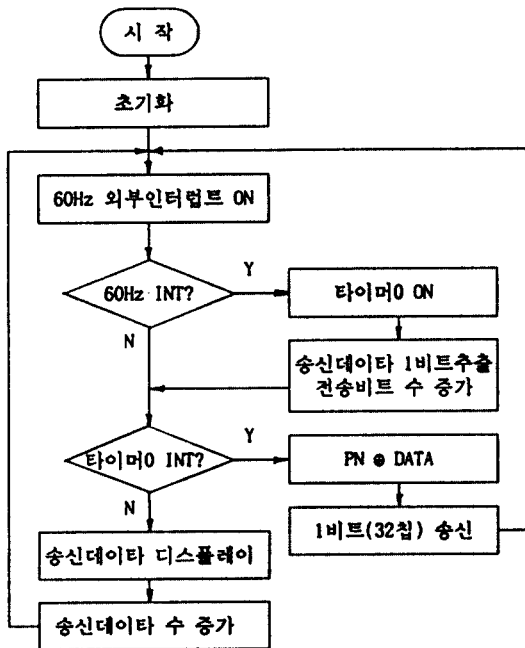 시 작
초기화
60Hz 외부인터럽트 ON
60Hz INT?
Y
타이머0 ON
N
송신데이타 1비트추출
전송비트 수 증가
타이머0 INT?
Y
PN ⊕ DATA
N
1비트(32칩) 송신
송신데이타 디스플레이
송신데이타 수 증가